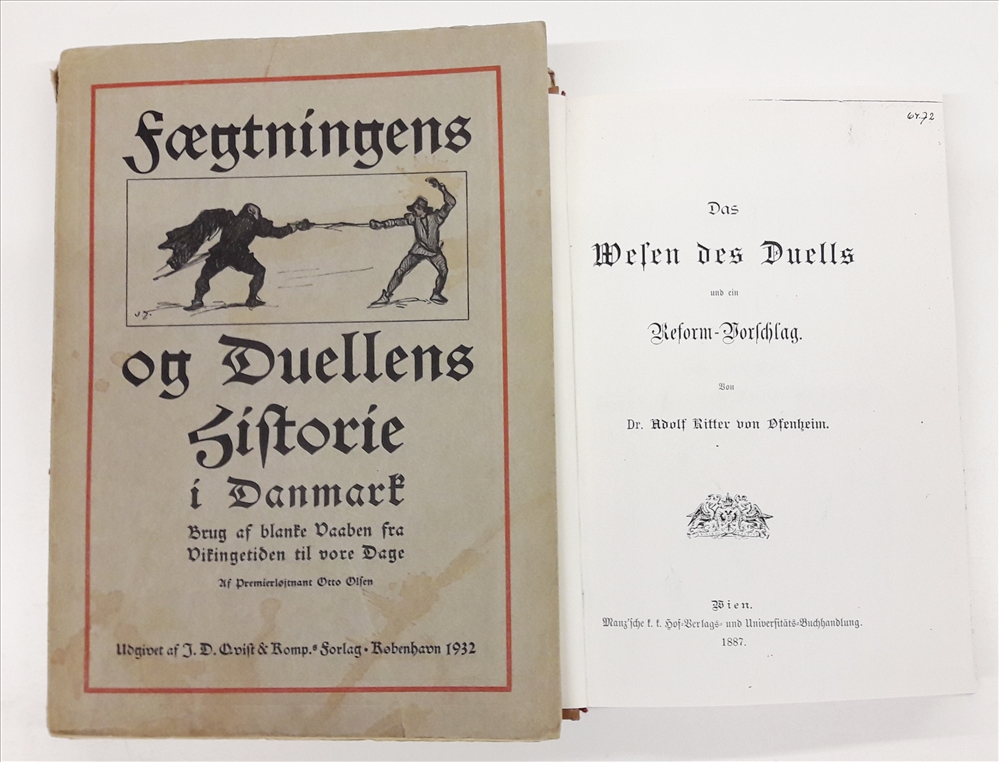 Fægtningens
og Duellens
Hiſtorie
i Danmark
Brug af blanke Vaaben fra
Vikingetiden til vore Dage
Af Premierløjtnant Otto Olſen
Udgivet af J. D. Qviſt & Komp.s Forlag • København 1932
64.72
Das
Weſen des Duells
und ein
Reform-Vorſchlag.
Von
Dr. Adolf Ritter von Ofenheim.
Wien.
Manz'ſche k. k. Hof-Verlags- und Univerſitäts-Buchhandlung.
1887.